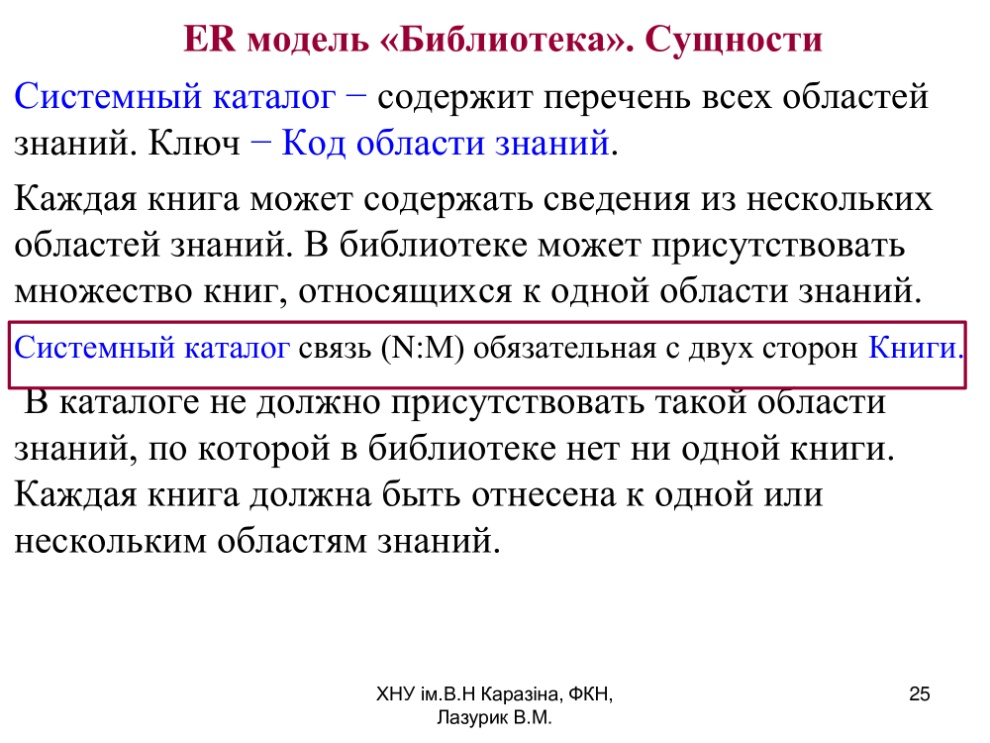 ER модель «Библиотека». Сущности
Системный каталог − содержит перечень всех областей
знаний. Ключ − Код области знаний.
Каждая книга может содержать сведения из нескольких
областей знаний. В библиотеке может присутствовать
множество книг, относящихся к одной области знаний.
Системный каталог связь (N:M) обязательная с двух сторон Книги.
В каталоге не должно присутствовать такой области
знаний, по которой в библиотеке нет ни одной книги.
Каждая книга должна быть отнесена к одной или
нескольким областям знаний.
ХНУ ім.В.Н Каразіна, ФКН,
Лазурик В.М.
25